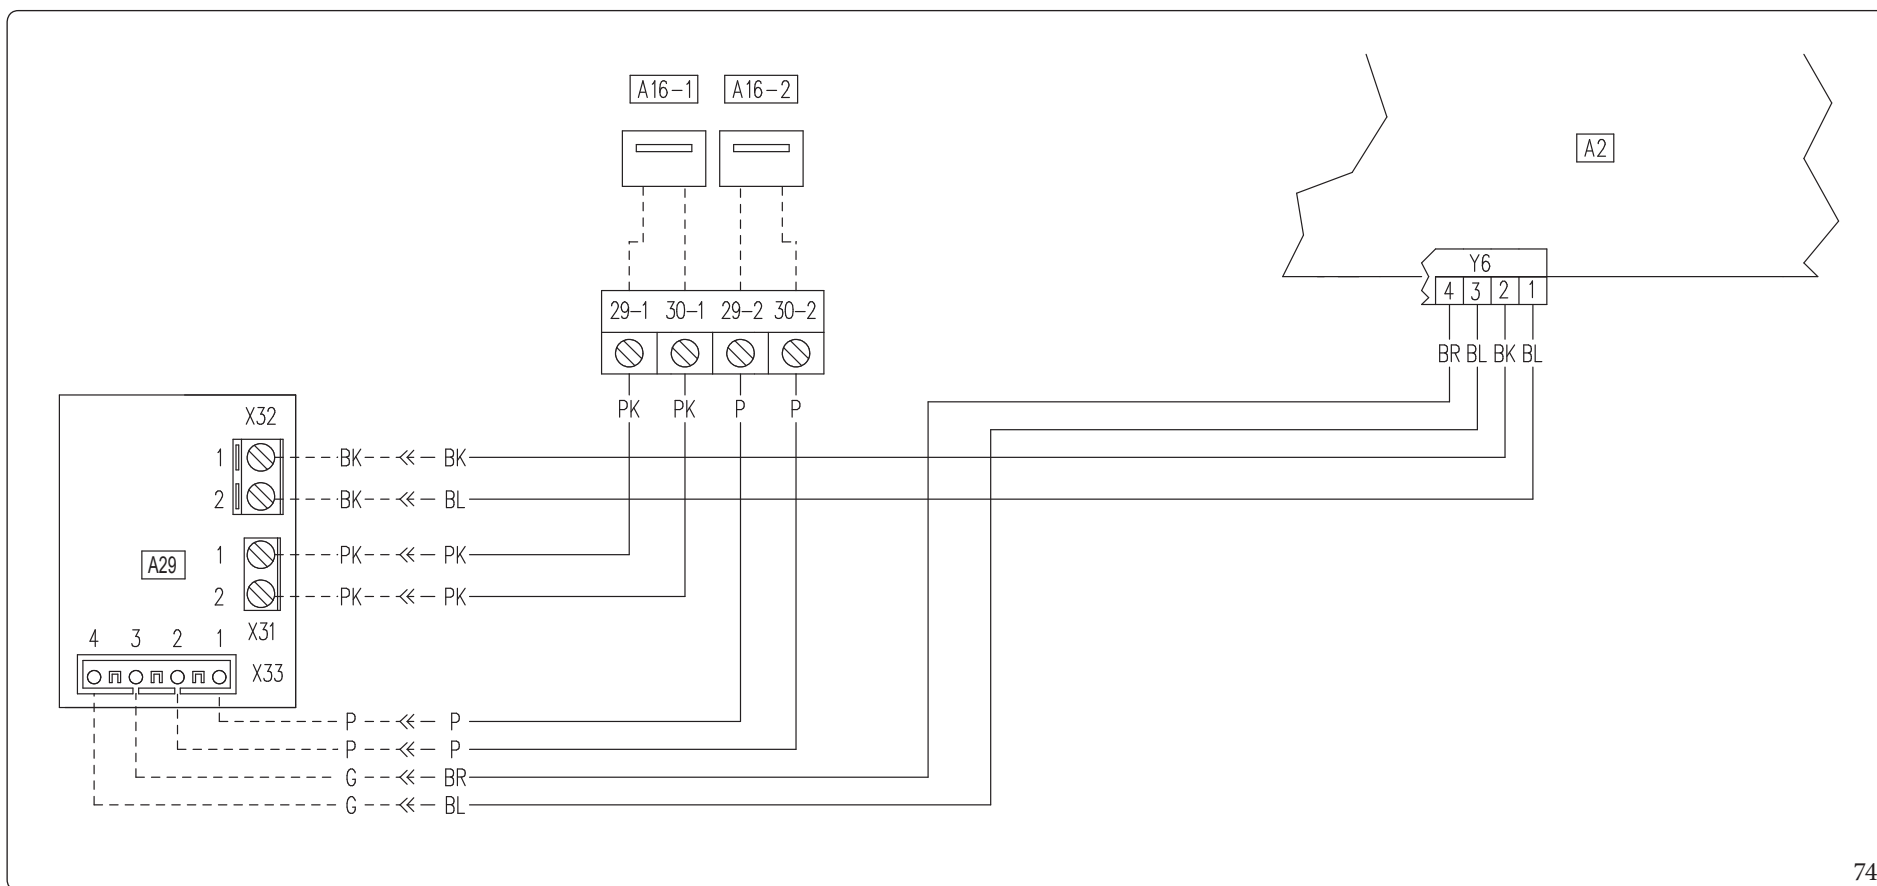 A16-1 A16-2
A2
Y6
4 3 2 1
29-1 30-1 29-2 30-2
BR BL BK BL
PK PK P P
X32
1 BK BK
2 BK BL
1 PK PK
A29
2 PK PK
X31
4 3 2 1
X33
P P
P P
G BR
G BL
74